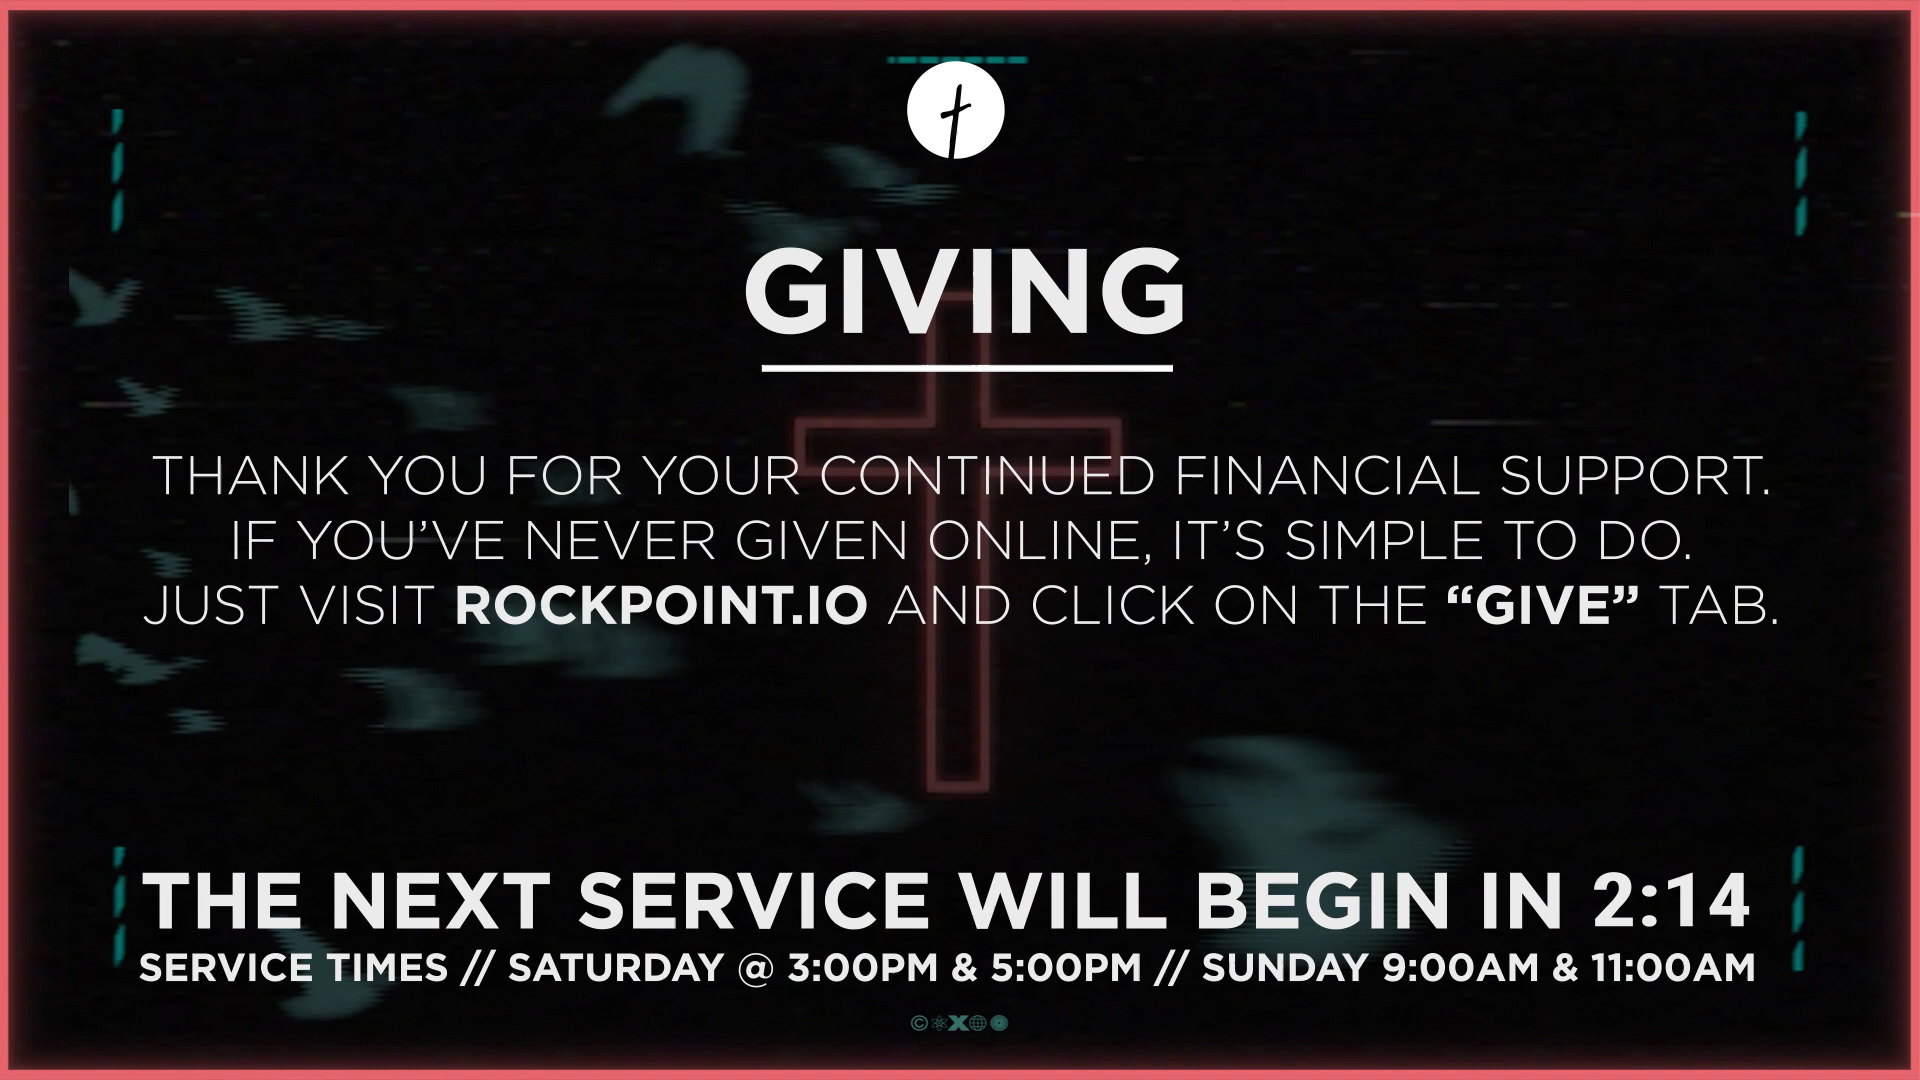 GIVING
THANK YOU FOR YOUR CONTINUED FINANCIAL SUPPORT.
IF YOU’VE NEVER GIVEN ONLINE, IT’S SIMPLE TO DO.
JUST VISIT ROCKPOINT.IO AND CLICK ON THE “GIVE” TAB.
THE NEXT SERVICE WILL BEGIN IN 2:14
SERVICE TIMES // SATURDAY @ 3:00PM & 5:00PM // SUNDAY 9:00AM & 11:00AM